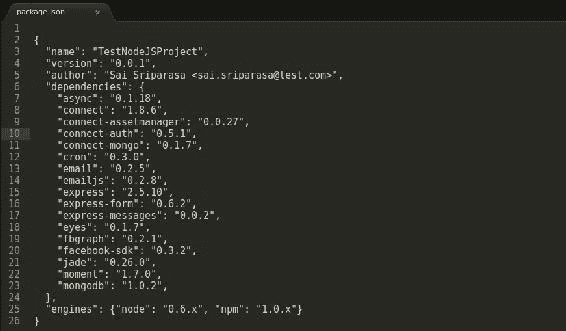 package.json ×
1
2 {
3 "name": "TestNodeJSProject",
4 "version": "0.0.1",
5 "author": "Sai Sriparasa <sai.sriparasa@test.com>",
6 "dependencies": {
7 "async": "0.1.18",
8 "connect": "1.8.6",
9 "connect-assetmanager": "0.0.27",
10 "connect-auth": "0.5.1",
11 "connect-mongo": "0.1.7",
12 "cron": "0.3.0",
13 "email": "0.2.5",
14 "emailjs": "0.2.8",
15 "express": "2.5.10",
16 "express-form": "0.6.2",
17 "express-messages": "0.0.2",
18 "eyes": "0.1.7",
19 "fbgraph": "0.2.1",
20 "facebook-sdk": "0.3.2",
21 "jade": "0.26.0",
22 "moment": "1.7.0",
23 "mongodb": "1.0.2",
24 },
25 "engines": {"node": "0.6.x", "npm": "1.0.x"}
26 }